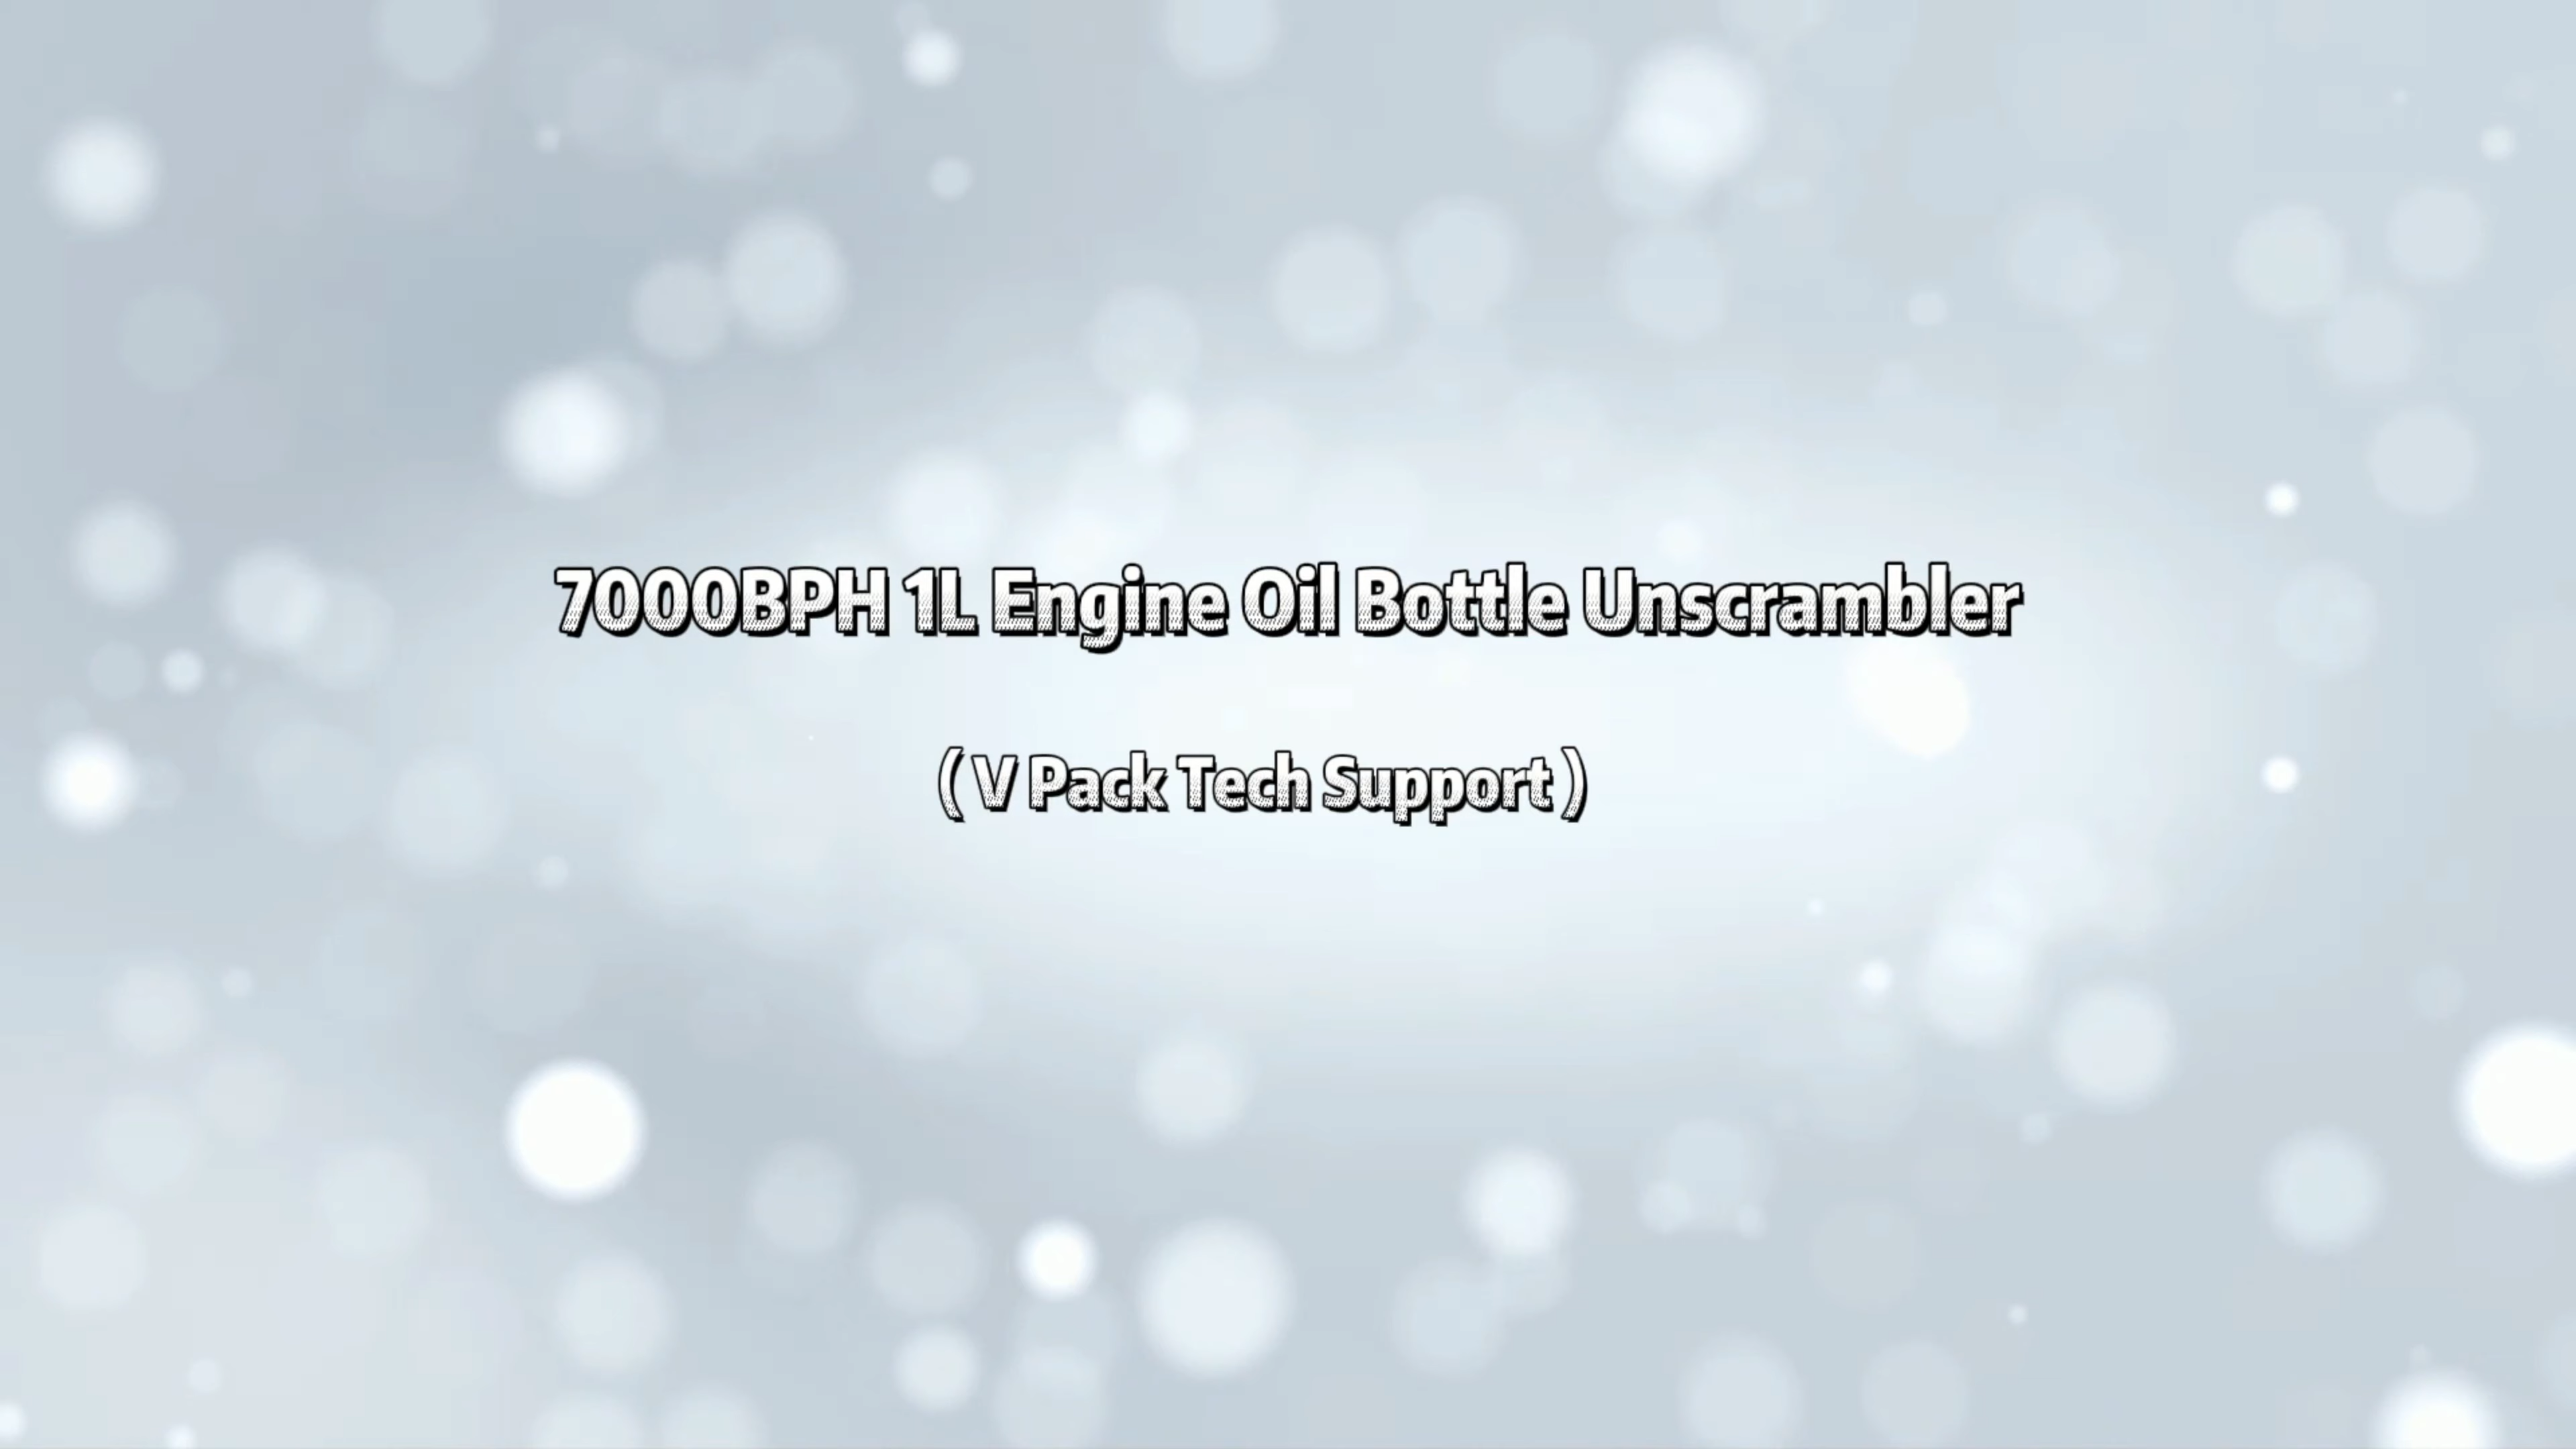 7000BPH 1L Engine Oil Bottle Unscrambler
( V Pack Tech Support )